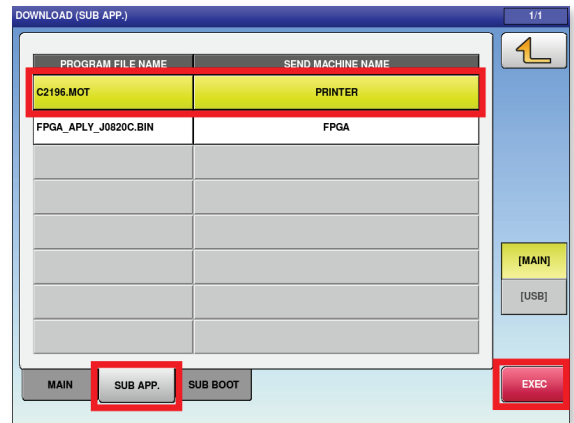 DOWNLOAD (SUB APP.)
1/1
PROGRAM FILE NAME
SEND MACHINE NAME
C2196.MOT
PRINTER
FPGA_APLY_J0820C.BIN
FPGA
[MAIN]
[USB]
MAIN
SUB APP.
SUB BOOT
EXEC